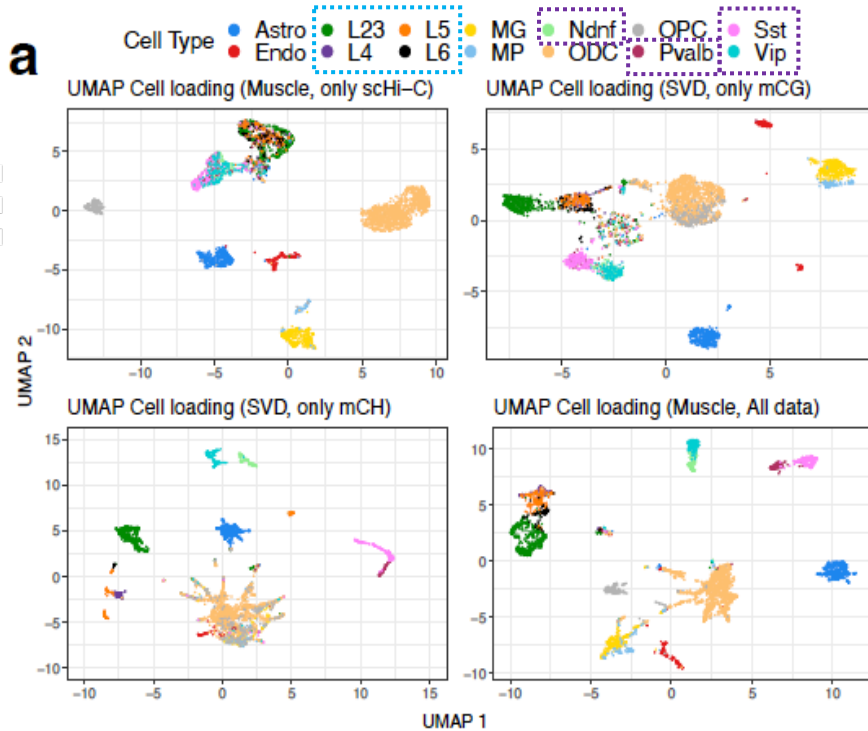 Cell Type Astro L23 L5 MG Ndnf OPC Sst
Endo L4 L6 MP ODC Pvalb Vip
a
UMAP Cell loading (Muscle, only scHi−C)
UMAP Cell loading (SVD, only mCG)
5
0
−5
−10
−10 −5 0 5 10
5
0
−5
−5 0 5
UMAP 2
UMAP Cell loading (SVD, only mCH)
UMAP Cell loading (Muscle, All data)
15
10
5
0
−5
−10
−10 −5 0 5 10 15
10
5
0
−5
−10
−10 −5 0 5 10
UMAP 1